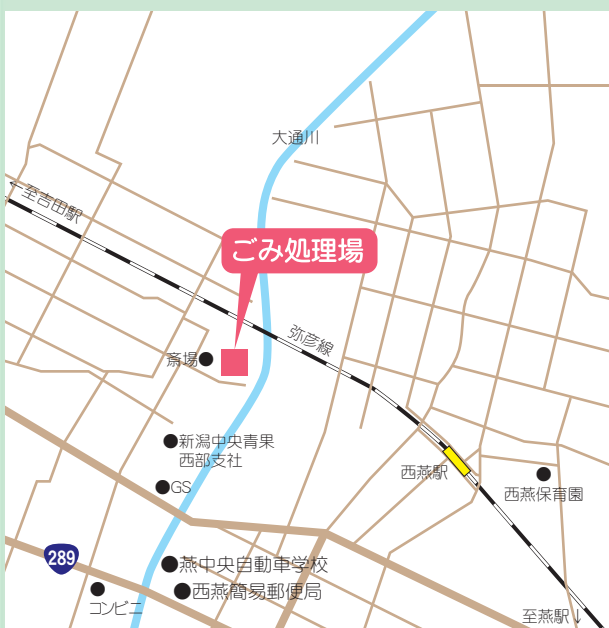 大通川
←至吉田駅
ごみ処理場
弥彦線
斎場
新潟中央青果
西部支社
西燕駅
GS
西燕保育園
289
燕中央自動車学校
西燕簡易郵便局
コンビニ
至燕駅↓